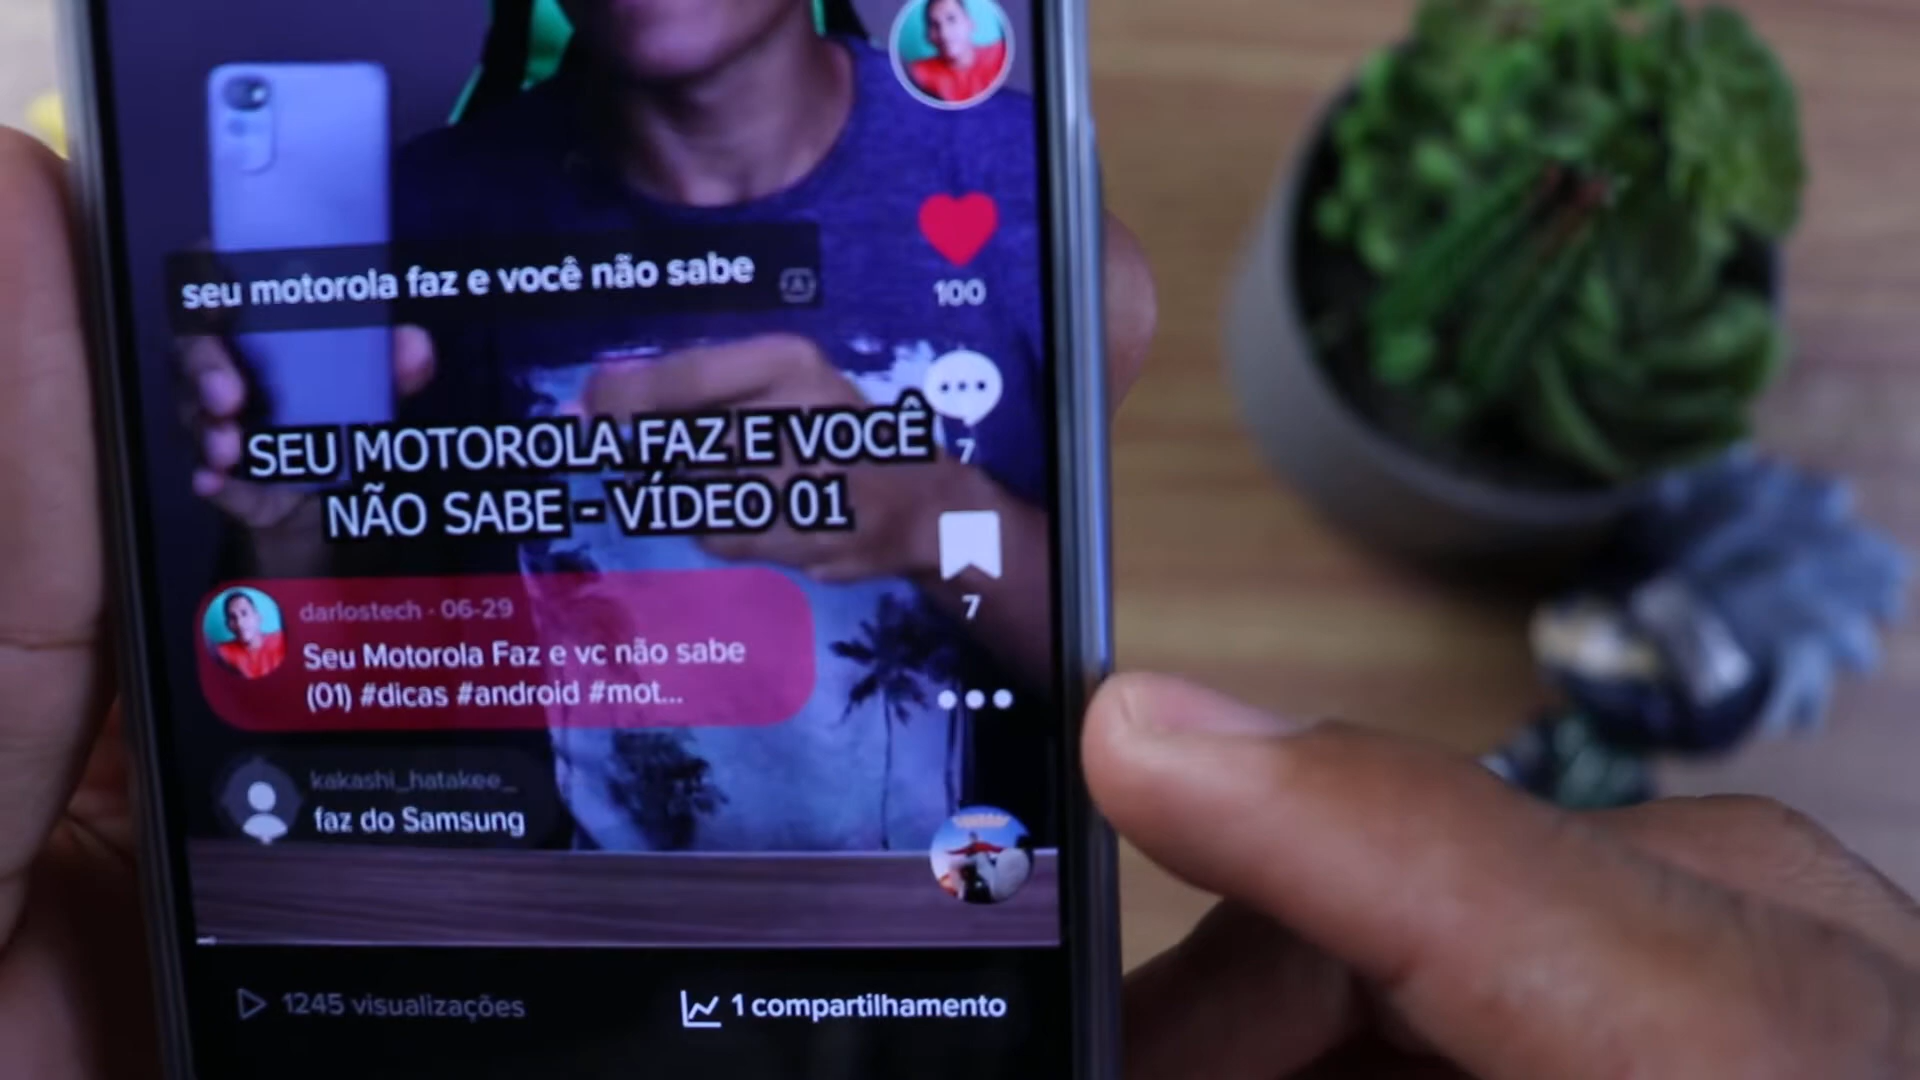 seu motorola faz e você não sabe
100
SEU MOTOROLA FAZ E VOCÊ
NÃO SABE - VÍDEO 01
7
7
darlostech · 06-29
Seu Motorola Faz e vc não sabe
(01) #dicas #android #mot...
kakashi_hatakee_
faz do Samsung
1245 visualizações
1 compartilhamento